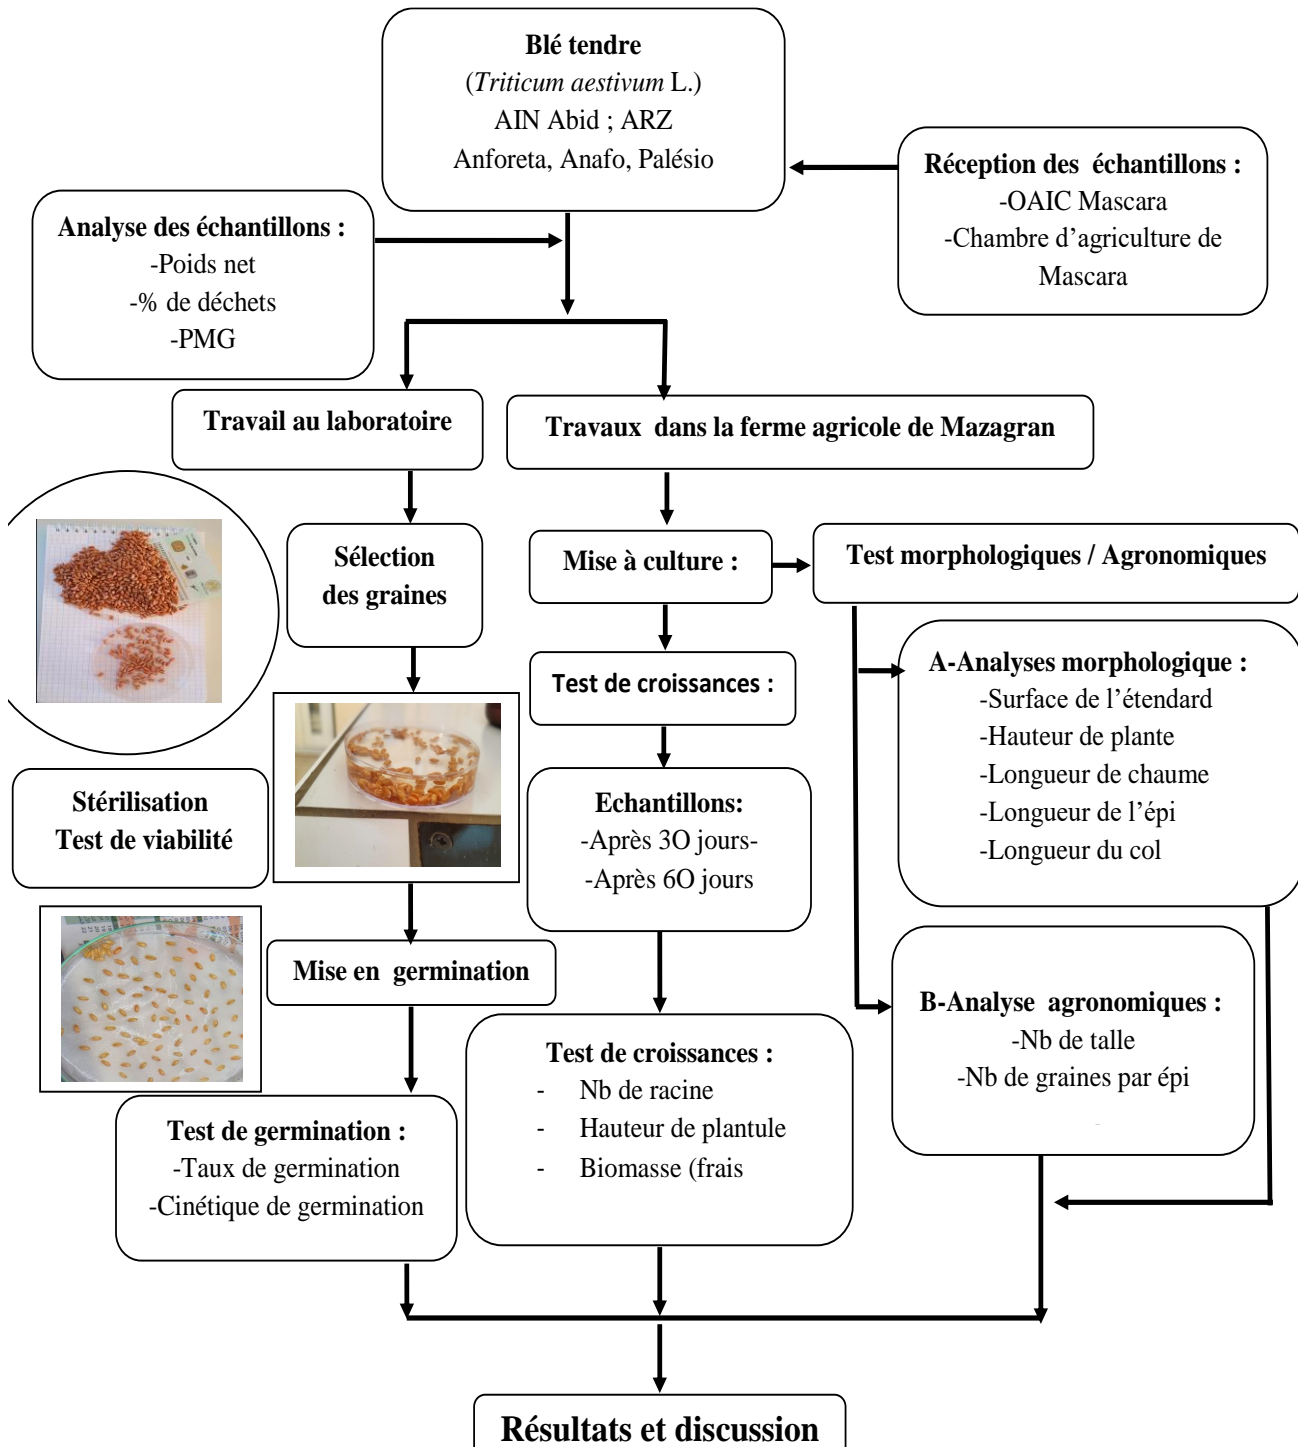 Blé tendre
(Triticum aestivum L.)
AIN Abid ; ARZ
Anforeta, Anafo, Palésio
Réception des échantillons :
-OAIC Mascara
-Chambre d’agriculture de
Mascara
Analyse des échantillons :
-Poids net
-% de déchets
-PMG
Travail au laboratoire
Travaux dans la ferme agricole de Mazagran
Sélection
des graines
Mise à culture :
Test morphologiques / Agronomiques
Test de croissances :
A-Analyses morphologique :
-Surface de l’étendard
-Hauteur de plante
-Longueur de chaume
-Longueur de l’épi
-Longueur du col
Stérilisation
Test de viabilité
Echantillons:
-Après 3O jours-
-Après 6O jours
Mise en germination
B-Analyse agronomiques :
-Nb de talle
-Nb de graines par épi
-
Test de croissances :
- Nb de racine
- Hauteur de plantule
- Biomasse (frais
Test de germination :
-Taux de germination
-Cinétique de germination
Résultats et discussion